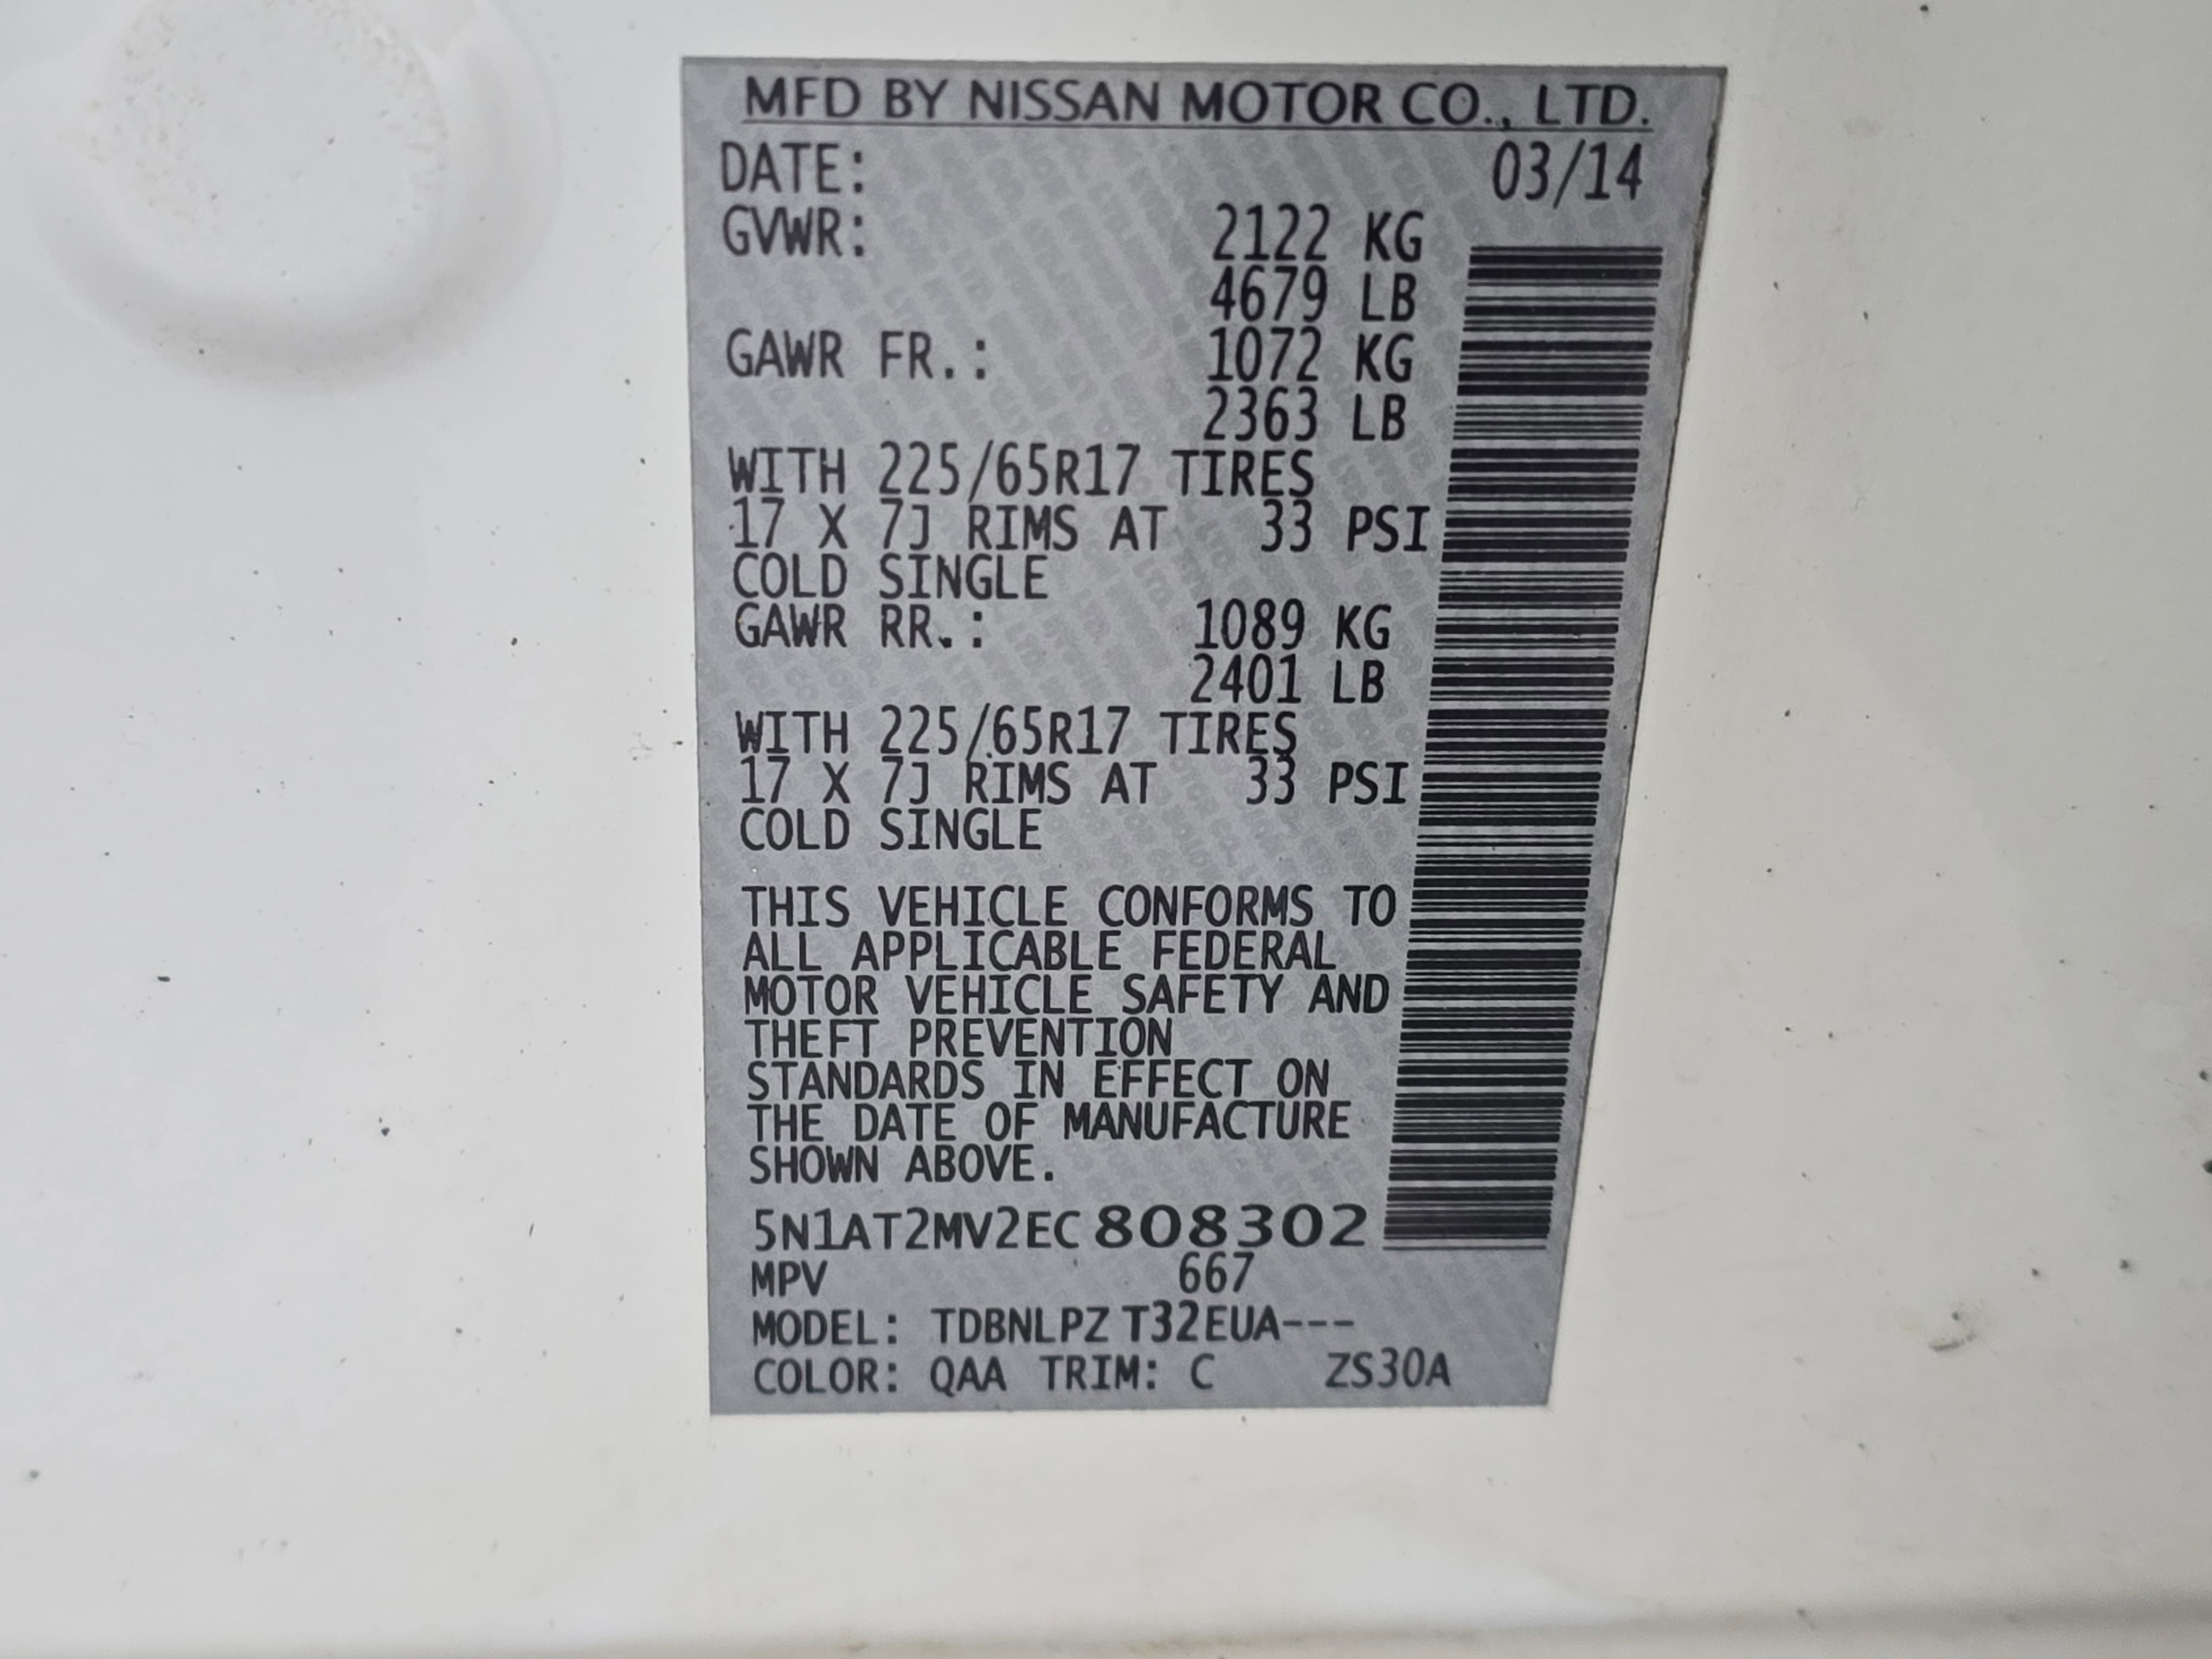 MFD BY NISSAN MOTOR CO., LTD.
DATE: 03/14
GVWR: 2122 KG
4679 LB
GAWR FR.: 1072 KG
2363 LB
WITH 225/65R17 TIRES
17 X 7J RIMS AT 33 PSI
COLD SINGLE
GAWR RR.: 1089 KG
2401 LB
WITH 225/65R17 TIRES
17 X 7J RIMS AT 33 PSI
COLD SINGLE
THIS VEHICLE CONFORMS TO
ALL APPLICABLE FEDERAL
MOTOR VEHICLE SAFETY AND
THEFT PREVENTION
STANDARDS IN EFFECT ON
THE DATE OF MANUFACTURE
SHOWN ABOVE.
5N1AT2MV2EC808302
MPV 667
MODEL: TDBNLPZ T32EUA---
COLOR: QAA TRIM: C ZS30A